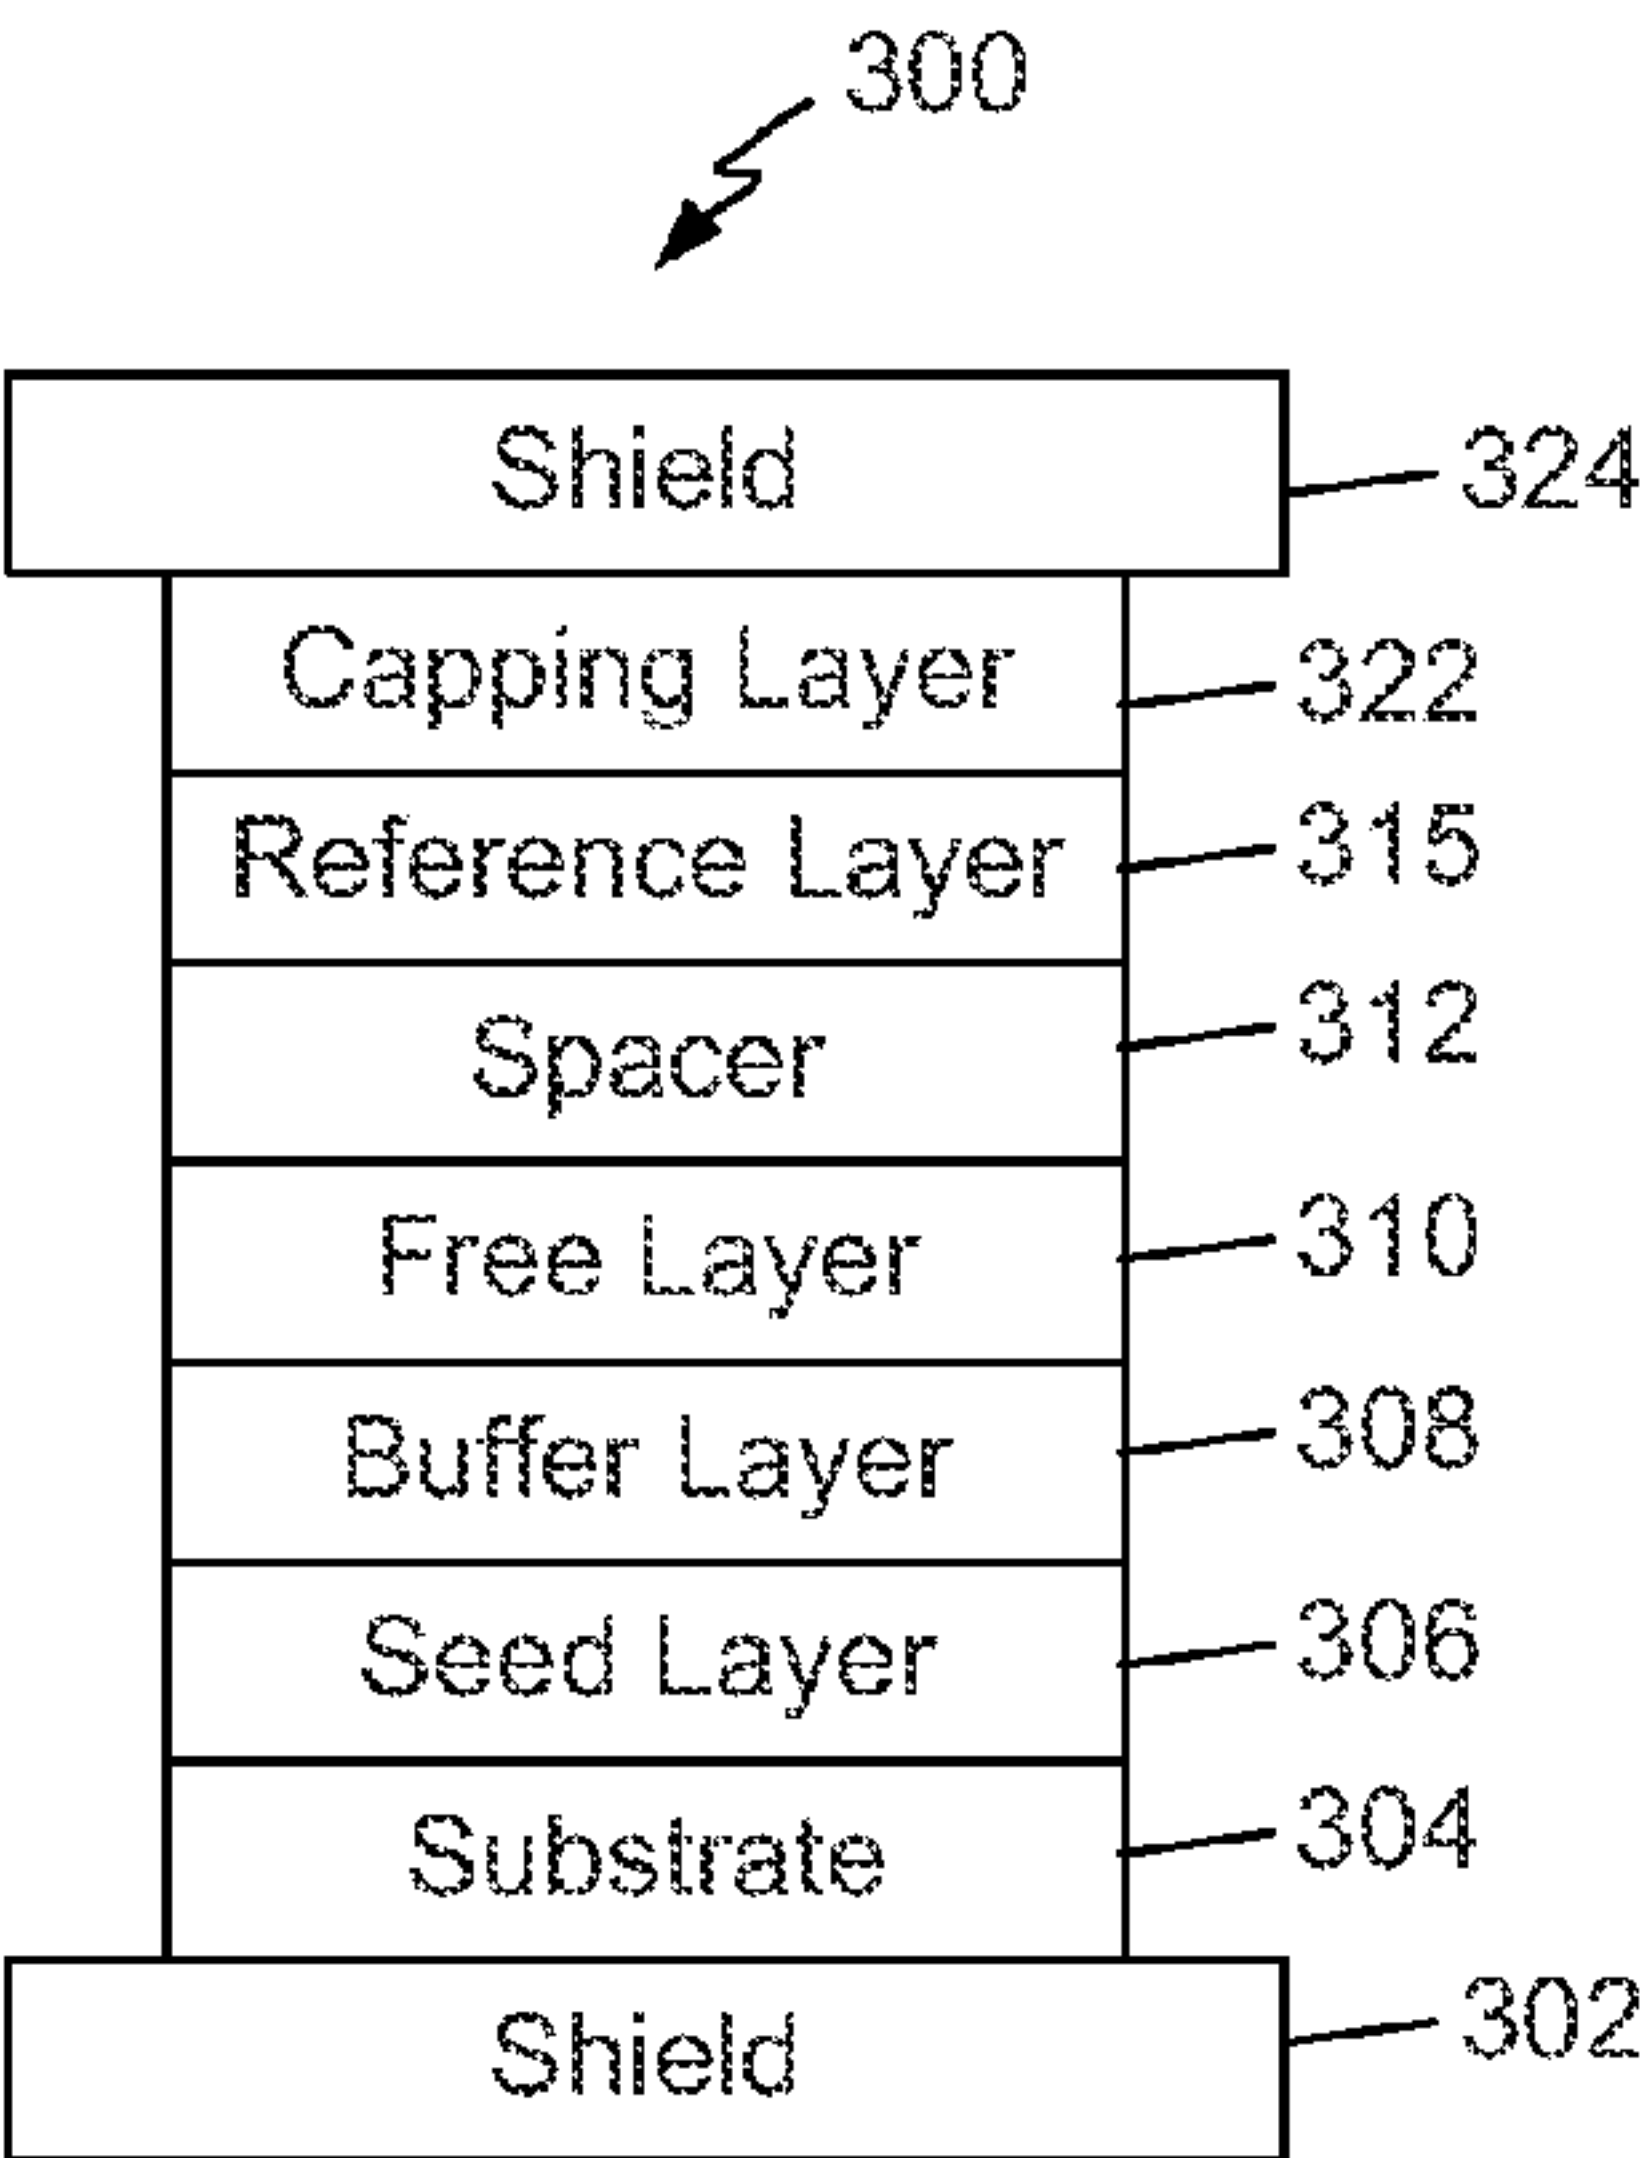 300
Shield 324
Capping Layer 322
Reference Layer 315
Spacer 312
Free Layer 310
Buffer Layer 308
Seed Layer 306
Substrate 304
Shield 302